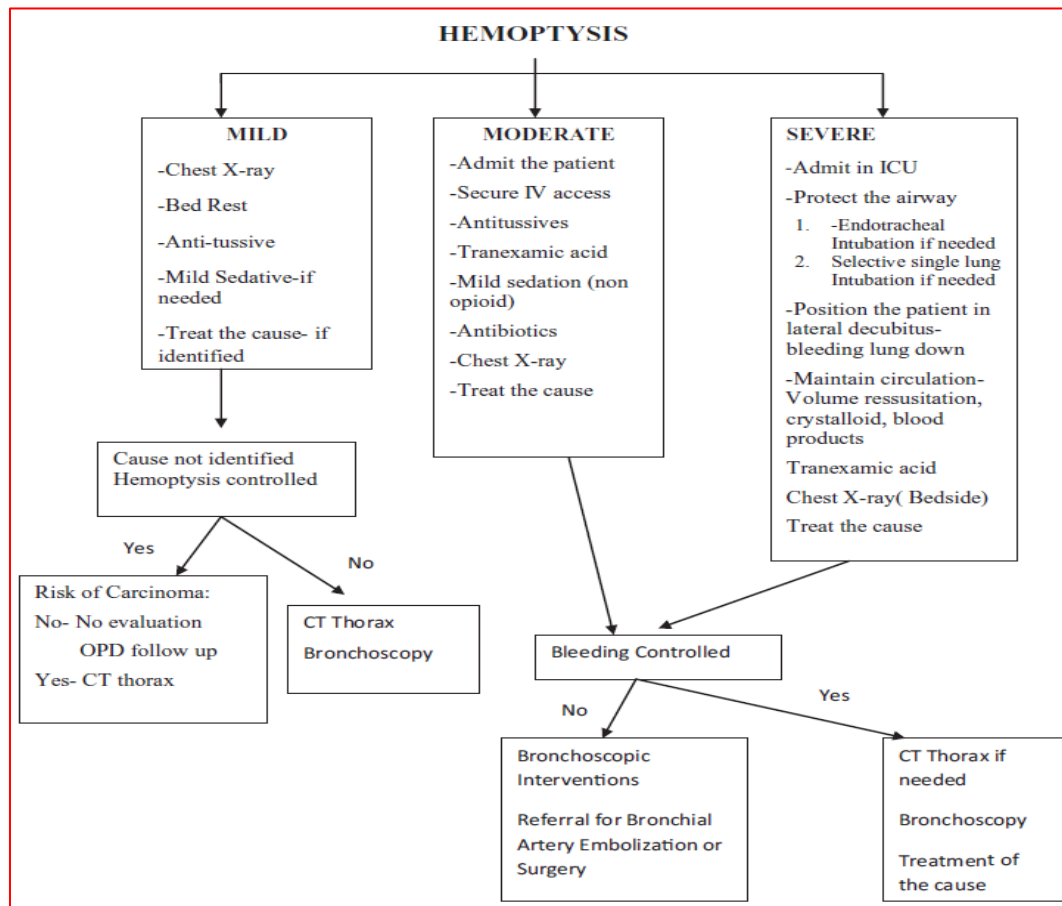 HEMOPTYSIS
MILD
-Chest X-ray
-Bed Rest
-Anti-tussive
-Mild Sedative-if
needed
-Treat the cause- if
identified
MODERATE
-Admit the patient
-Secure IV access
-Antitussives
-Tranexamic acid
-Mild sedation (non
opioid)
-Antibiotics
-Chest X-ray
-Treat the cause
SEVERE
-Admit in ICU
-Protect the airway
1. -Endotracheal
Intubation if needed
2. Selective single lung
Intubation if needed
-Position the patient in
lateral decubitus-
bleeding lung down
-Maintain circulation-
Volume ressusitation,
crystalloid, blood
products
Tranexamic acid
Chest X-ray( Bedside)
Treat the cause
Cause not identified
Hemoptysis controlled
Yes
No
Risk of Carcinoma:
No- No evaluation
OPD follow up
Yes- CT thorax
CT Thorax
Bronchoscopy
Bleeding Controlled
No
Yes
Bronchoscopic
Interventions
Referral for Bronchial
Artery Embolization or
Surgery
CT Thorax if
needed
Bronchoscopy
Treatment of
the cause